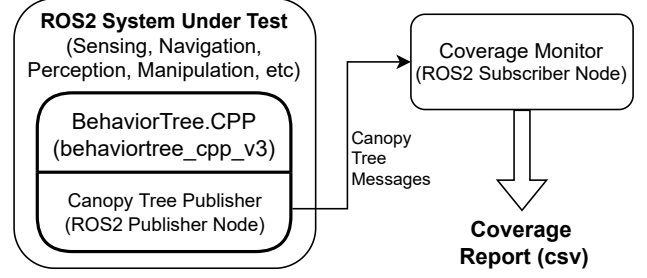 ROS2 System Under Test
(Sensing, Navigation,
Perception, Manipulation, etc)
BehaviorTree.CPP
(behaviortree_cpp_v3)
Canopy Tree Publisher
(ROS2 Publisher Node)
Canopy
Tree
Messages
Coverage Monitor
(ROS2 Subscriber Node)
Coverage
Report (csv)